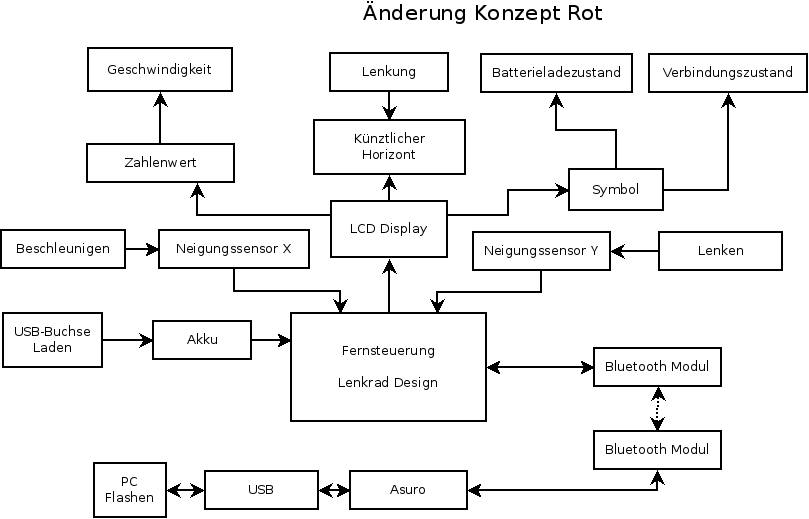 Änderung Konzept Rot
Geschwindigkeit
Lenkung
Batterieladezustand
Verbindungszustand
Künztlicher
Horizont
Zahlenwert
Symbol
LCD Display
Beschleunigen
Neigungssensor X
Neigungssensor Y
Lenken
USB-Buchse
Laden
Akku
Fernsteuerung
Lenkrad Design
Bluetooth Modul
Bluetooth Modul
PC
Flashen
USB
Asuro